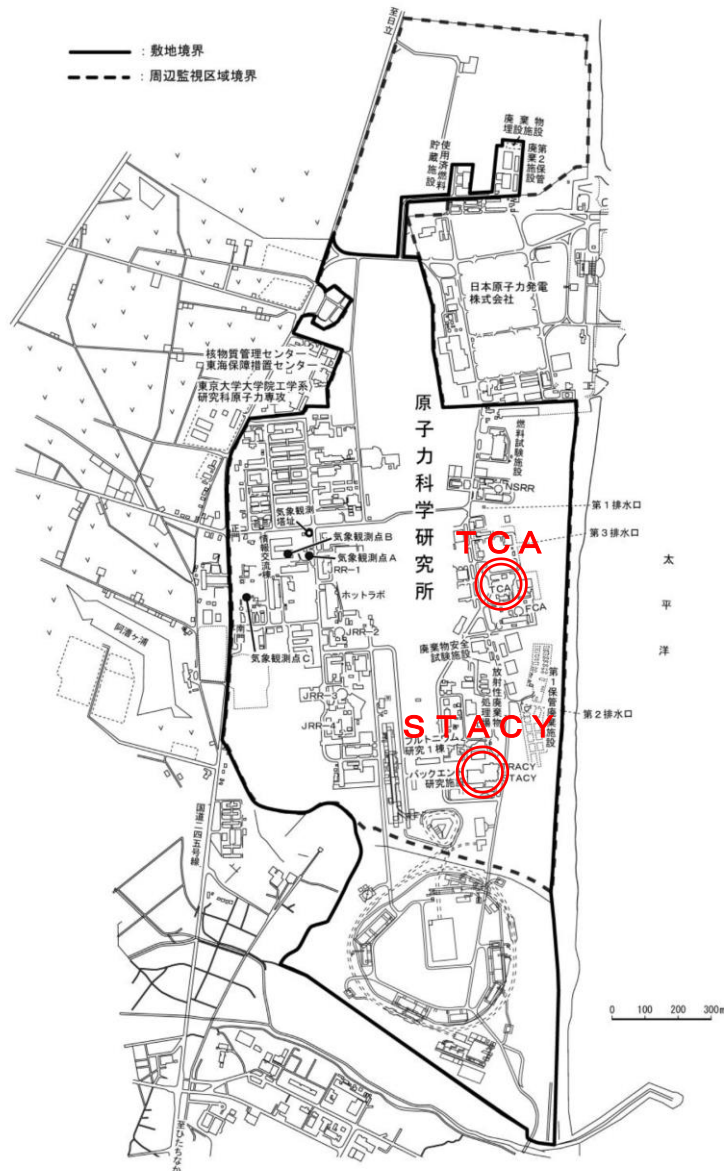 至日立
：敷地境界
：周辺監視区域境界
廃棄物
埋設施設
使用済燃料
貯蔵施設
第2保管
廃棄施設
日本原子力発電
株式会社
核物質管理センター
東海保障措置センター
東京大学大学院工学系
研究科原子力専攻
原子力科学研究所
燃料試験施設
NSRR
第1排水口
気象観測
塔址
正門
情報交流棟
気象観測点B
気象観測点A
JRR-1
TCA
第3排水口
太平洋
TCA
ホットラボ
FCA
南門
阿漕ヶ浦
JRR-2
気象観測点C
廃棄物安全
試験施設
放射性廃棄物
処理場
第1保管廃棄施設
JRR-3
第2排水口
JRR-4
STACY
プルトニウム
研究1棟
バックエンド
研究施設
TRACY
STACY
国道二四五号線
0 100 200 300m
至ひたちなか